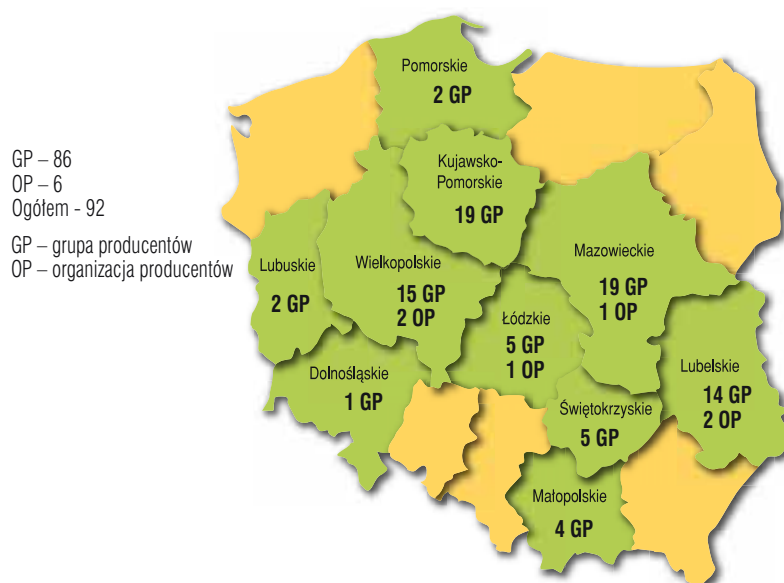 GP – 86
OP – 6
Ogółem - 92
GP – grupa producentów
OP – organizacja producentów
Pomorskie
2 GP
Kujawsko-
Pomorskie
19 GP
Mazowieckie
19 GP
1 OP
Lubuskie
2 GP
Wielkopolskie
15 GP
2 OP
Łódzkie
5 GP
1 OP
Lubelskie
14 GP
2 OP
Dolnośląskie
1 GP
Świętokrzyskie
5 GP
Małopolskie
4 GP